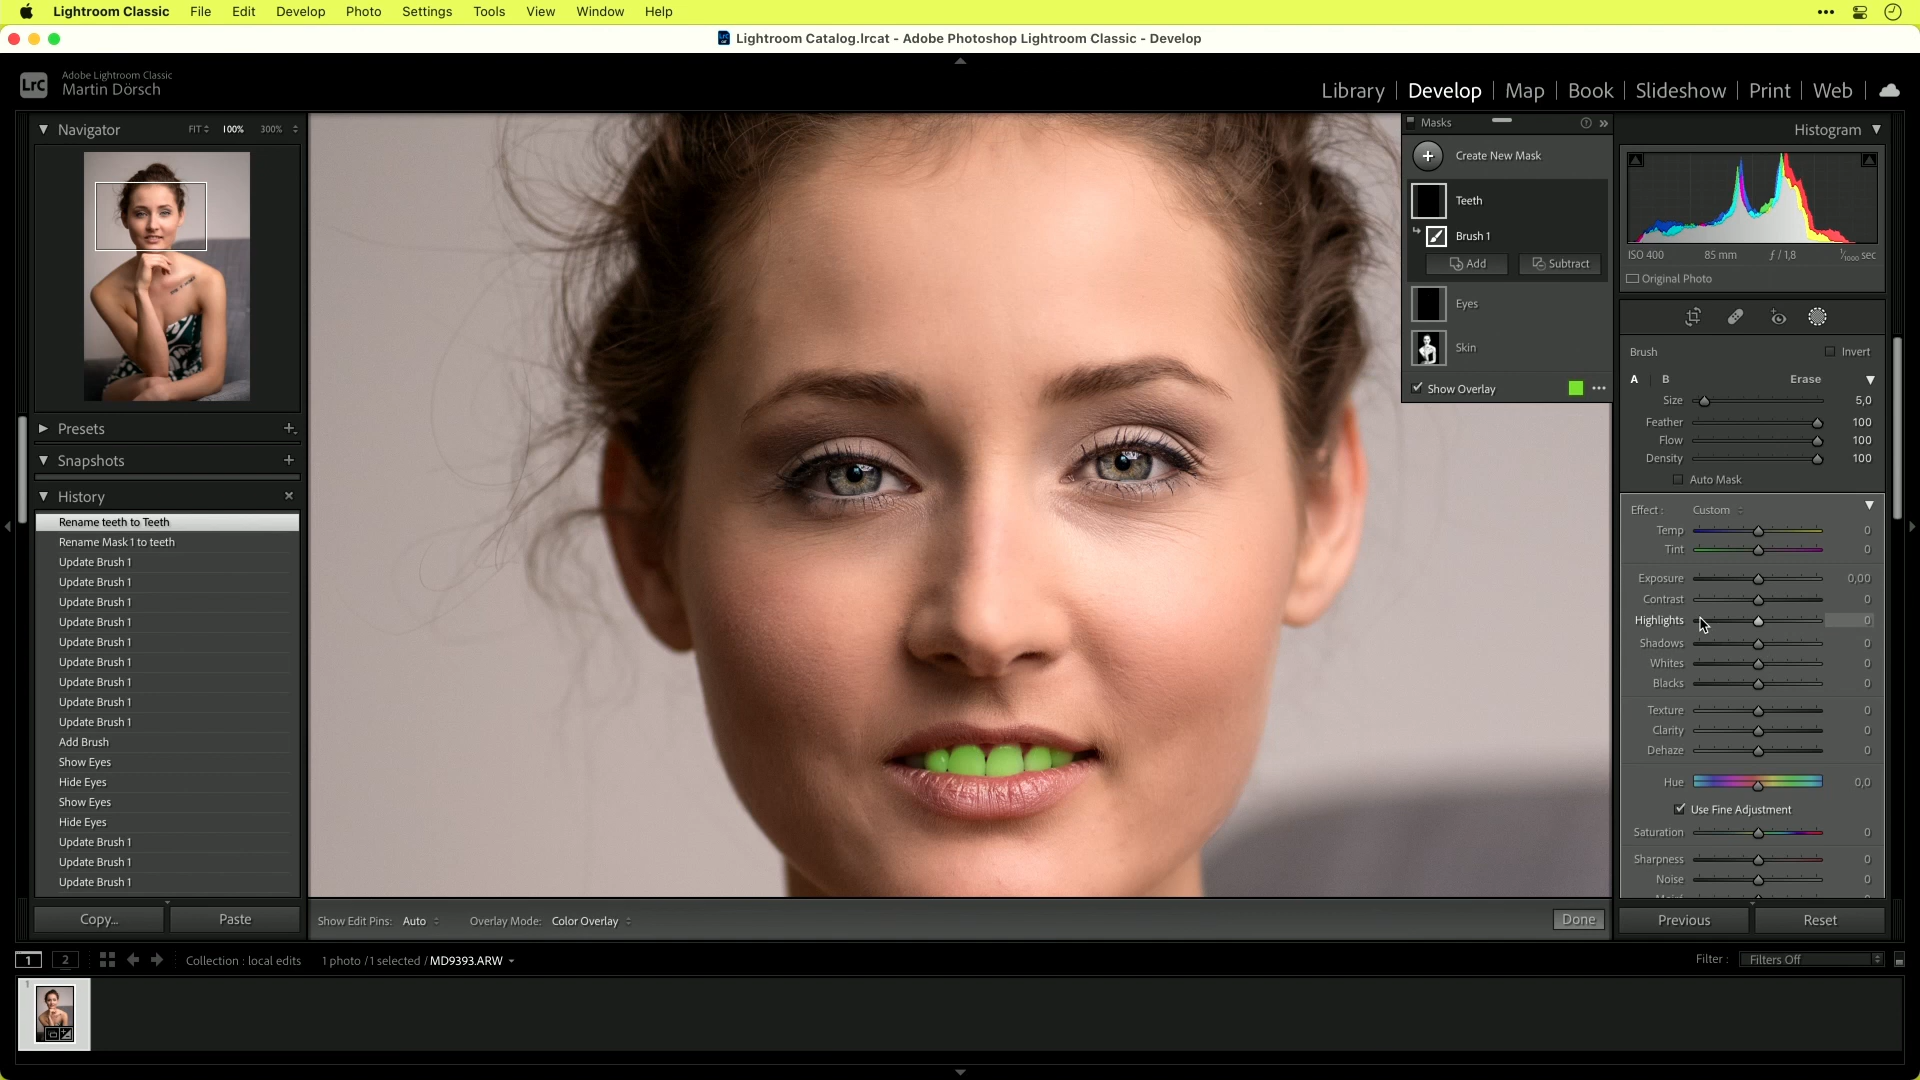 Lightroom Classic File Edit Develop Photo Settings Tools View Window Help
Lightroom Catalog.lrcat - Adobe Photoshop Lightroom Classic - Develop
LrC
Adobe Lightroom Classic
Martin Dörsch
Library Develop Map Book Slideshow Print Web
Navigator FIT 100% 300%
Presets
Snapshots
History
Rename teeth to Teeth
Rename Mask 1 to teeth
Update Brush 1
Update Brush 1
Update Brush 1
Update Brush 1
Update Brush 1
Update Brush 1
Update Brush 1
Update Brush 1
Update Brush 1
Add Brush
Show Eyes
Hide Eyes
Show Eyes
Hide Eyes
Update Brush 1
Update Brush 1
Update Brush 1
Copy... Paste
Show Edit Pins: Auto Overlay Mode: Color Overlay Done
Masks
Create New Mask
Teeth
Brush 1
Add Subtract
Eyes
Skin
Show Overlay
Histogram
ISO 400 85 mm ƒ / 1,8 1/1000 sec
Original Photo
Brush Invert
A B Erase
Size 5,0
Feather 100
Flow 100
Density 100
Auto Mask
Effect : Custom
Temp 0
Tint 0
Exposure 0,00
Contrast 0
Highlights 0
Shadows 0
Whites 0
Blacks 0
Texture 0
Clarity 0
Dehaze 0
Hue 0,0
Use Fine Adjustment
Saturation 0
Sharpness 0
Noise 0
Previous Reset
1 2 Collection : local edits 1 photo / 1 selected / MD9393.ARW Filter : Filters Off
1